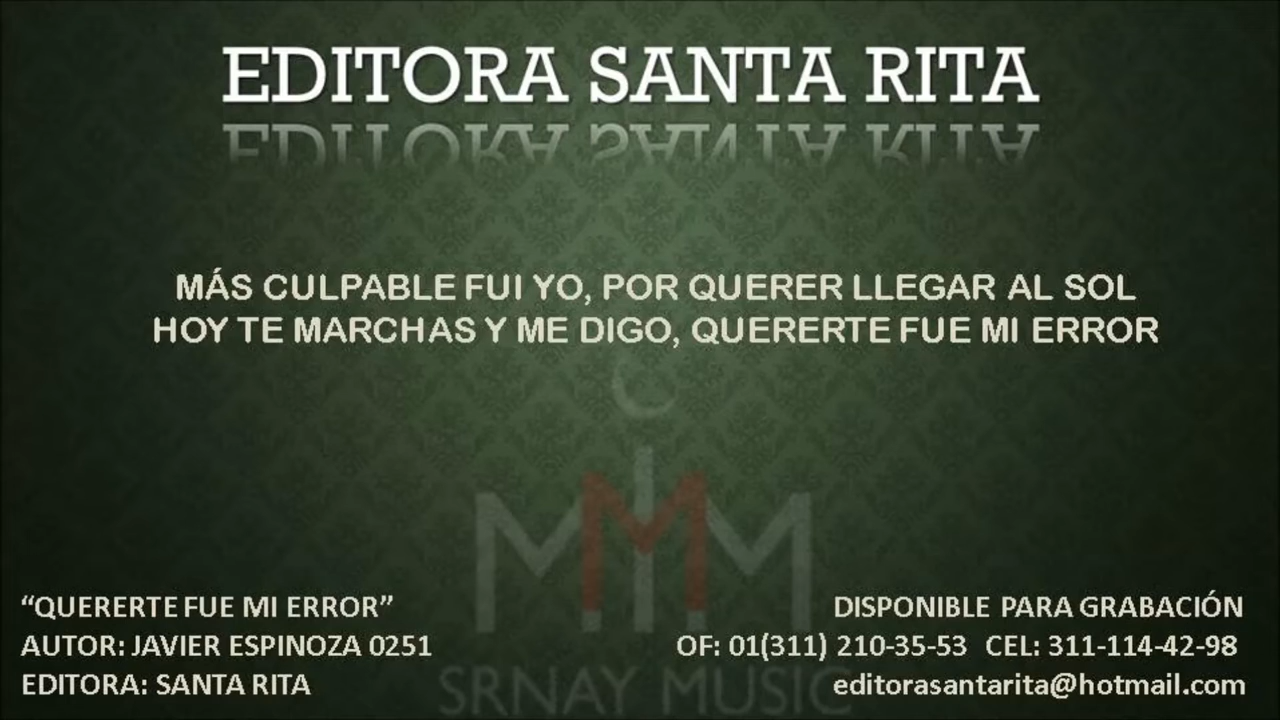 EDITORA SANTA RITA
MÁS CULPABLE FUI YO, POR QUERER LLEGAR AL SOL
HOY TE MARCHAS Y ME DIGO, QUERERTE FUE MI ERROR
“QUERERTE FUE MI ERROR”
AUTOR: JAVIER ESPINOZA 0251
EDITORA: SANTA RITA
DISPONIBLE PARA GRABACIÓN
OF: 01(311) 210-35-53 CEL: 311-114-42-98
editorasantarita@hotmail.com
MMM
SRNAY MUSIC